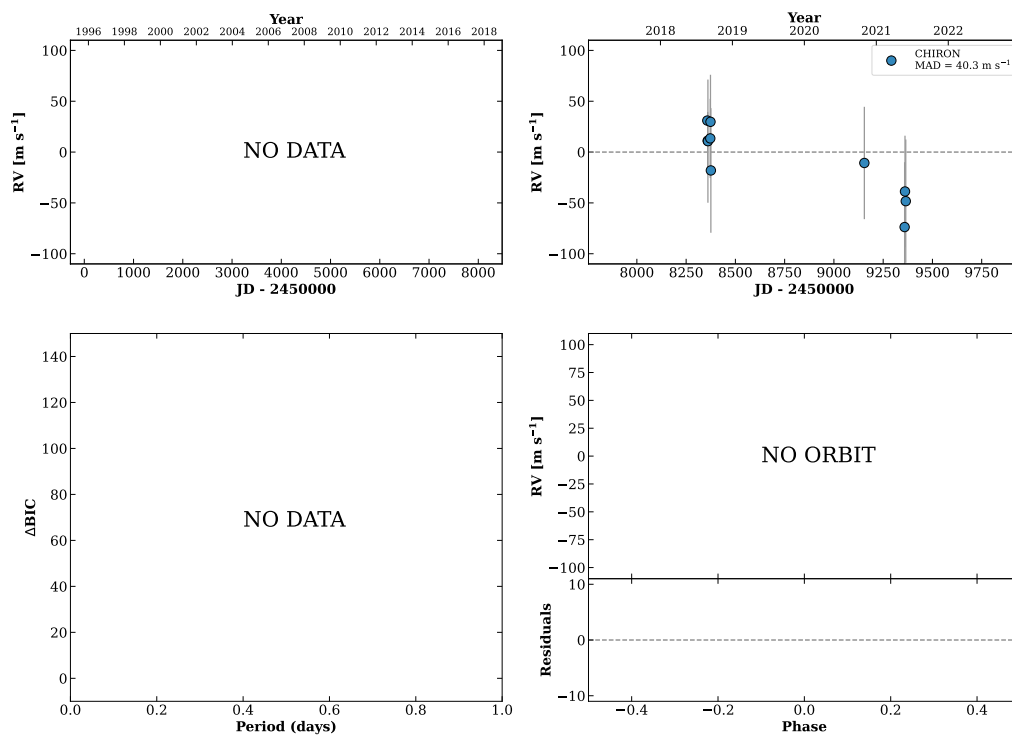 Year
1996 1998 2000 2002 2004 2006 2008 2010 2012 2014 2016 2018
100
50
0
−50
−100
RV [m s⁻¹]
NO DATA
0 1000 2000 3000 4000 5000 6000 7000 8000
JD - 2450000
Year
2018 2019 2020 2021 2022
100
50
0
−50
−100
RV [m s⁻¹]
CHIRON
MAD = 40.3 m s⁻¹
8000 8250 8500 8750 9000 9250 9500 9750
JD - 2450000
140
120
100
80
60
40
20
0
ΔBIC
NO DATA
0.0 0.2 0.4 0.6 0.8 1.0
Period (days)
100
75
50
25
0
−25
−50
−75
−100
RV [m s⁻¹]
NO ORBIT
10
0
−10
Residuals
−0.4 −0.2 0.0 0.2 0.4
Phase